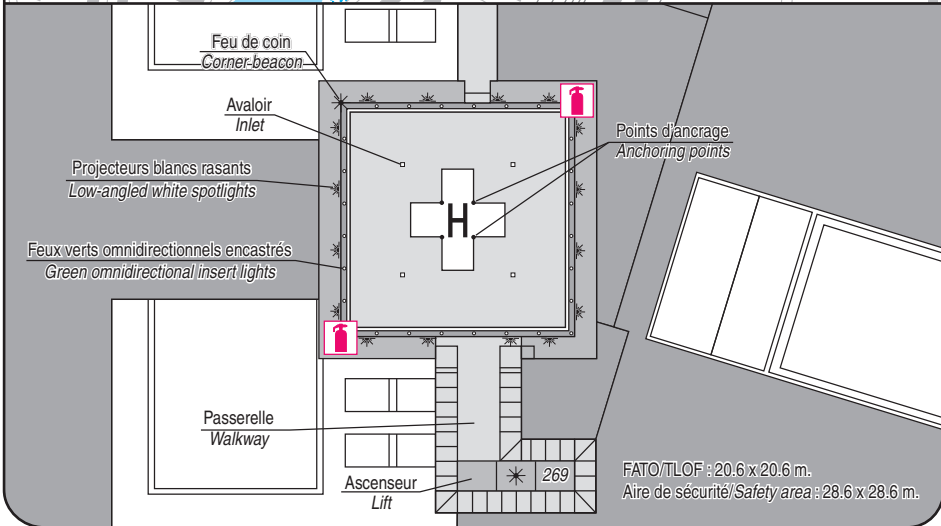 Feu de coin
Corner-beacon
Avaloir
Inlet
Points d'ancrage
Anchoring points
Projecteurs blancs rasants
Low-angled white spotlights
H
Feux verts omnidirectionnels encastrés
Green omnidirectional insert lights
Passerelle
Walkway
Ascenseur
Lift
269
FATO/TLOF : 20.6 x 20.6 m.
Aire de sécurité/Safety area : 28.6 x 28.6 m.